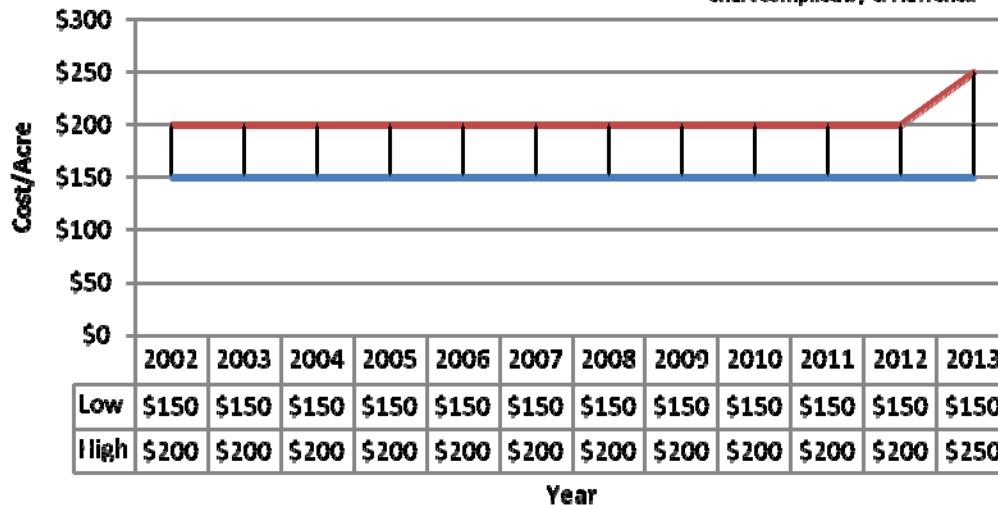 $300
$250
$200
$150
$100
$50
$0
Cost/Acre
2002 2003 2004 2005 2006 2007 2008 2009 2010 2011 2012 2013
Low $150 $150 $150 $150 $150 $150 $150 $150 $150 $150 $150 $150
High $200 $200 $200 $200 $200 $200 $200 $200 $200 $200 $200 $250
Year